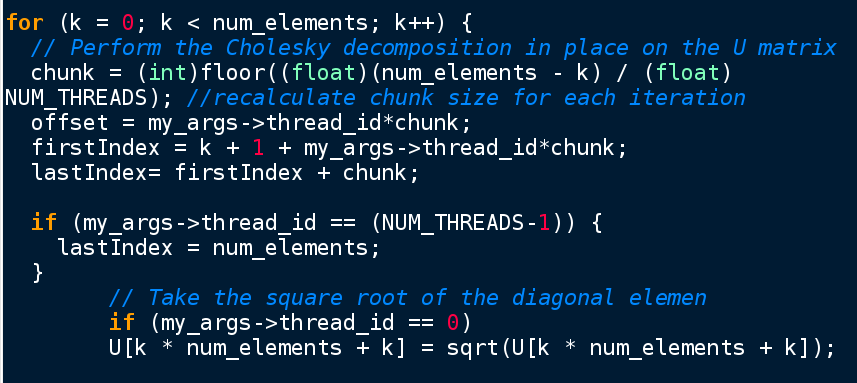 for (k = 0; k < num_elements; k++) {
  // Perform the Cholesky decomposition in place on the U matrix
  chunk = (int)floor((float)(num_elements - k) / (float)
NUM_THREADS); //recalculate chunk size for each iteration
  offset = my_args->thread_id*chunk;
  firstIndex = k + 1 + my_args->thread_id*chunk;
  lastIndex= firstIndex + chunk;

  if (my_args->thread_id == (NUM_THREADS-1)) {
    lastIndex = num_elements;
  }
        // Take the square root of the diagonal elemen
        if (my_args->thread_id == 0)
        U[k * num_elements + k] = sqrt(U[k * num_elements + k]);